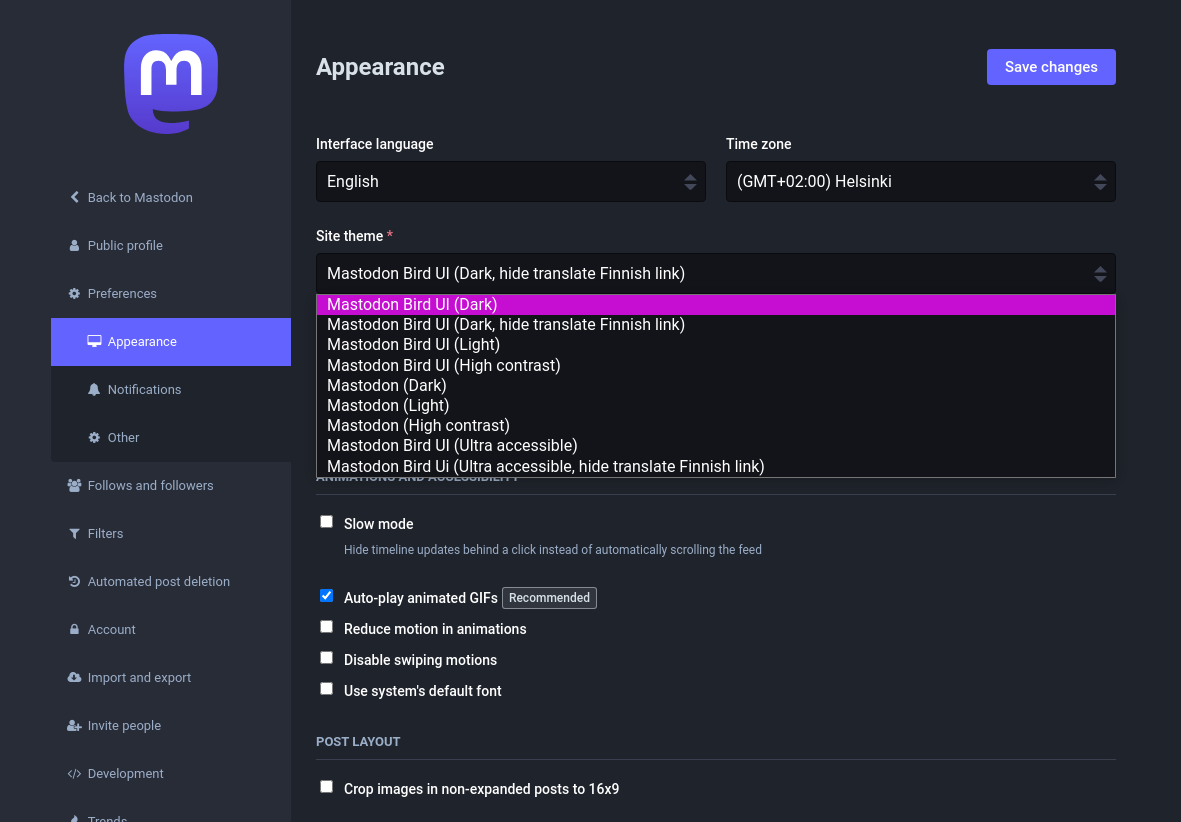 Back to Mastodon
Public profile
Preferences
Appearance
Notifications
Other
Follows and followers
Filters
Automated post deletion
Account
Import and export
Invite people
Development
Trends
Appearance
Save changes
Interface language
Time zone
English
(GMT+02:00) Helsinki
Site theme *
Mastodon Bird UI (Dark, hide translate Finnish link)
Mastodon Bird UI (Dark)
Mastodon Bird UI (Dark, hide translate Finnish link)
Mastodon Bird UI (Light)
Mastodon Bird UI (High contrast)
Mastodon (Dark)
Mastodon (Light)
Mastodon (High contrast)
Mastodon Bird UI (Ultra accessible)
Mastodon Bird Ui (Ultra accessible, hide translate Finnish link)
ANIMATIONS AND ACCESSIBILITY
Slow mode
Hide timeline updates behind a click instead of automatically scrolling the feed
Auto-play animated GIFs Recommended
Reduce motion in animations
Disable swiping motions
Use system's default font
POST LAYOUT
Crop images in non-expanded posts to 16x9